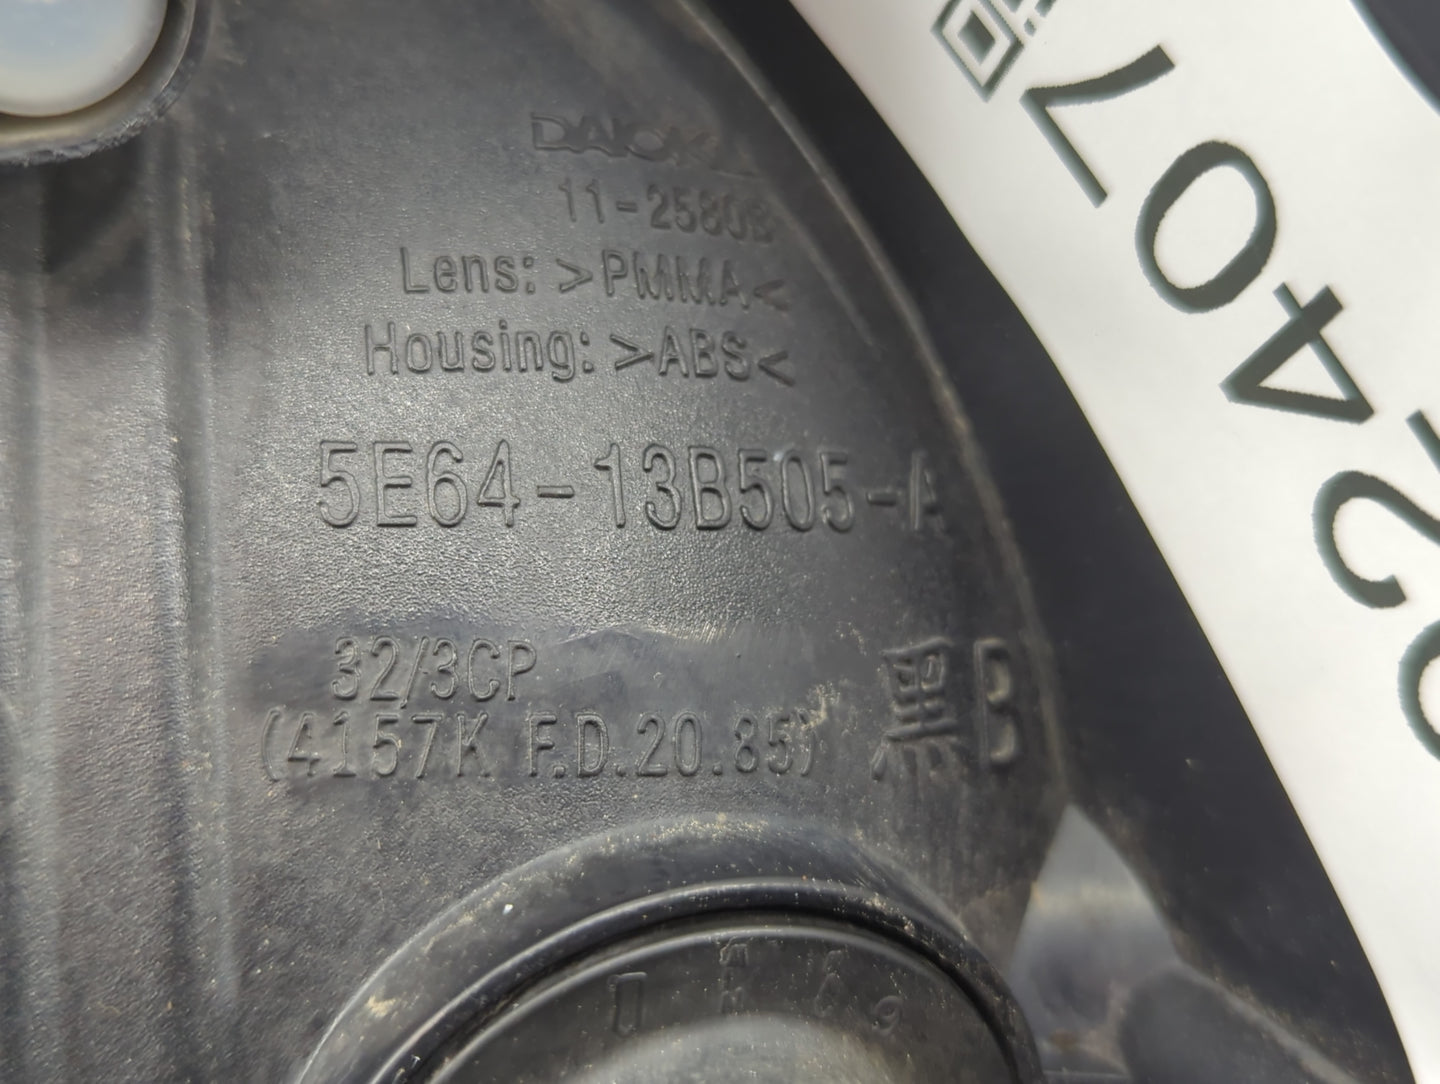 11-2580B
Lens: >PMMA<
Housing: >ABS<
5E64-13B505-A
32/3CP
(4157K F.D.20.85)
黑B